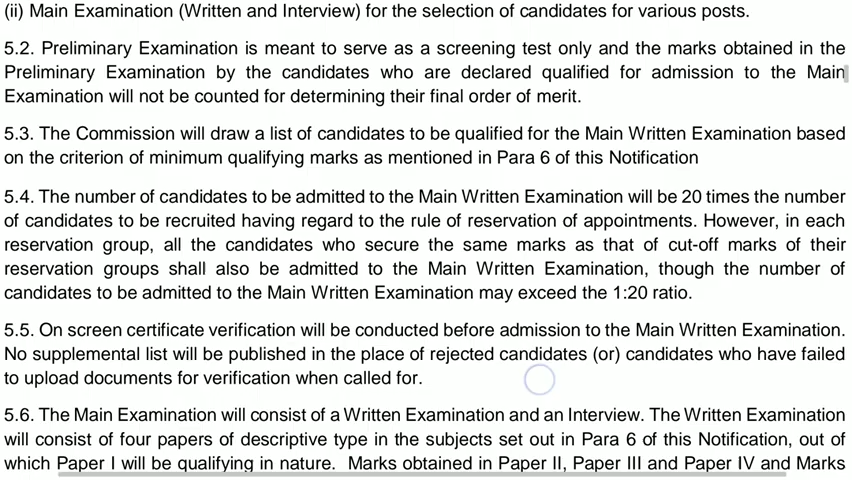 (ii) Main Examination (Written and Interview) for the selection of candidates for various posts.
5.2. Preliminary Examination is meant to serve as a screening test only and the marks obtained in the
Preliminary Examination by the candidates who are declared qualified for admission to the Main
Examination will not be counted for determining their final order of merit.
5.3. The Commission will draw a list of candidates to be qualified for the Main Written Examination based
on the criterion of minimum qualifying marks as mentioned in Para 6 of this Notification
5.4. The number of candidates to be admitted to the Main Written Examination will be 20 times the number
of candidates to be recruited having regard to the rule of reservation of appointments. However, in each
reservation group, all the candidates who secure the same marks as that of cut-off marks of their
reservation groups shall also be admitted to the Main Written Examination, though the number of
candidates to be admitted to the Main Written Examination may exceed the 1:20 ratio.
5.5. On screen certificate verification will be conducted before admission to the Main Written Examination.
No supplemental list will be published in the place of rejected candidates (or) candidates who have failed
to upload documents for verification when called for.
5.6. The Main Examination will consist of a Written Examination and an Interview. The Written Examination
will consist of four papers of descriptive type in the subjects set out in Para 6 of this Notification, out of
which Paper I will be qualifying in nature. Marks obtained in Paper II, Paper III and Paper IV and Marks